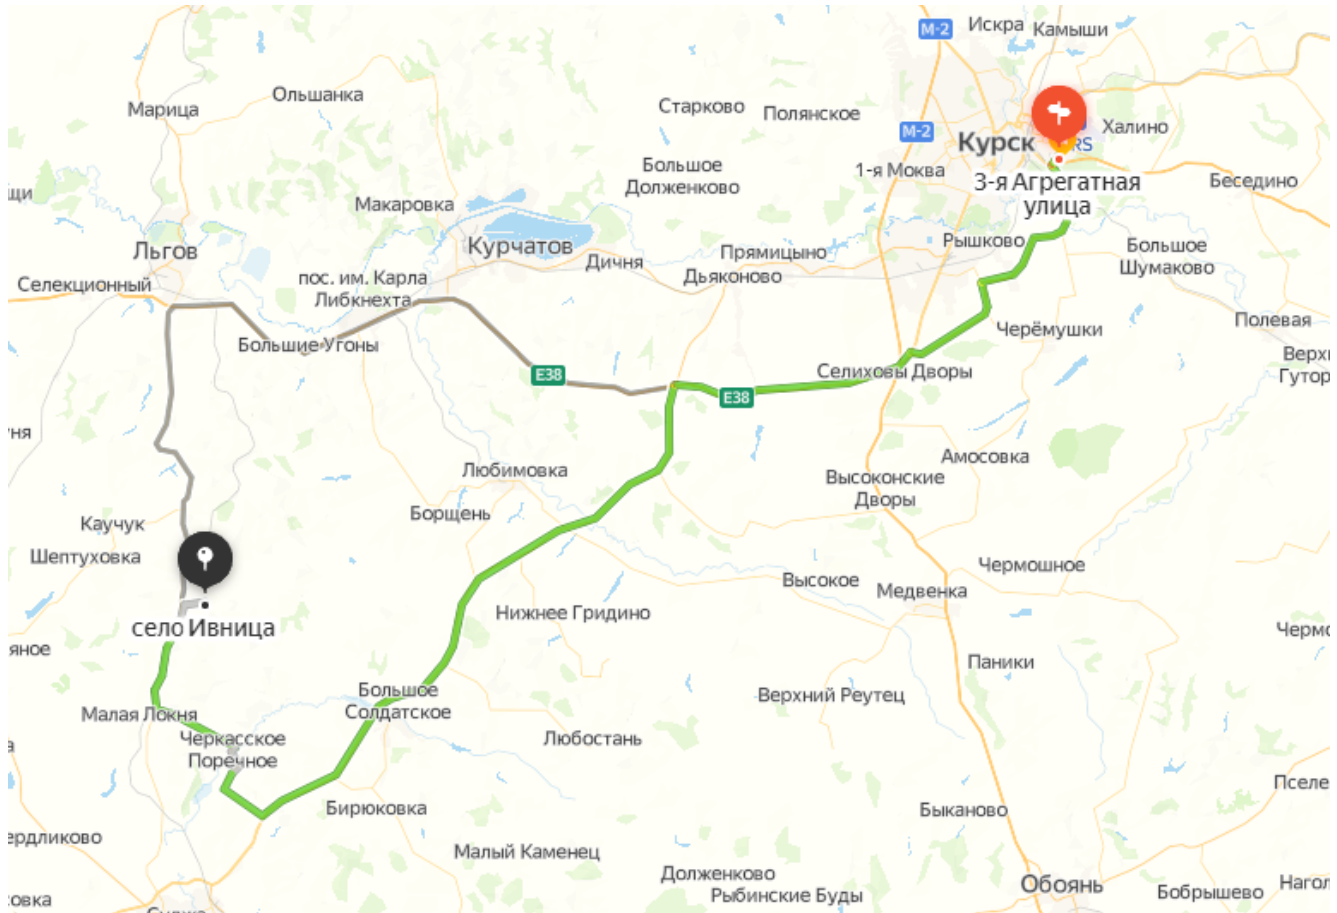 М-2
Искра
Камыши
Ольшанка
Марица
Старково
Полянское
М-2
Халино
Курск
RS
Большое
Долженково
1-я Моква
3-я Агрегатная
улица
Беседино
Макаровка
Льгов
Курчатов
Дичня
Прямицыно
Рышково
Большое
Шумаково
Селекционный
пос. им. Карла
Либкнехта
Дьяконово
Большие Угоны
Черёмушки
Полевая
E38
E38
Селиховы Дворы
Любимовка
Амосовка
Высоконские
Дворы
Борщень
Каучук
Шептуховка
Чермошное
Высокое
Медвенка
Нижнее Гридино
село Ивница
Паники
Большое
Солдатское
Верхний Реутец
Малая Локня
Черкасское
Поречное
Любостань
Бирюковка
Быканово
Малый Каменец
Долженково
Рыбинские Буды
Обоянь
Бобрышево